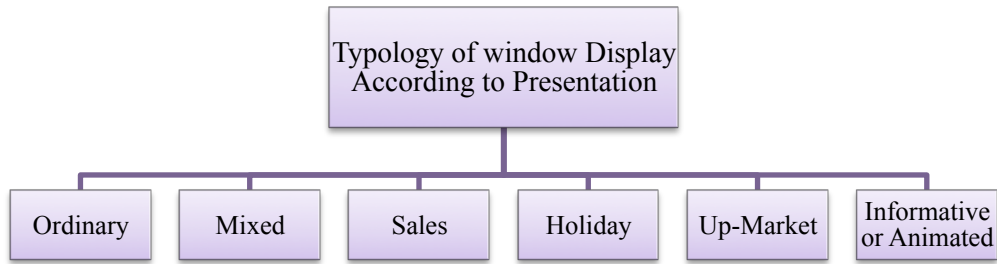 Typology of window Display
According to Presentation
Ordinary
Mixed
Sales
Holiday
Up-Market
Informative
or Animated